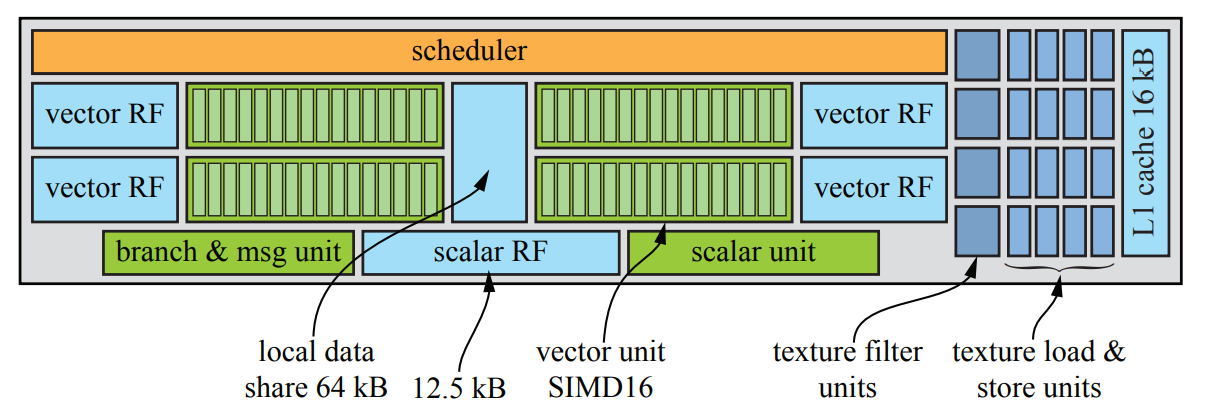 scheduler
vector RF
vector RF
vector RF
vector RF
branch & msg unit
scalar RF
scalar unit
L1 cache 16 kB
local data
share 64 kB
12.5 kB
vector unit
SIMD16
texture filter
units
texture load &
store units